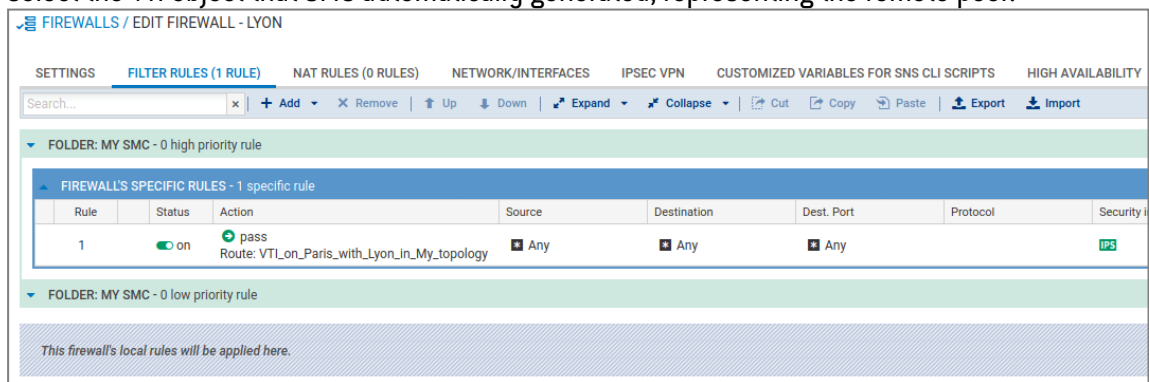 FIREWALLS / EDIT FIREWALL - LYON
SETTINGS FILTER RULES (1 RULE) NAT RULES (0 RULES) NETWORK/INTERFACES IPSEC VPN CUSTOMIZED VARIABLES FOR SNS CLI SCRIPTS HIGH AVAILABILITY
Search... x + Add Remove Up Down Expand Collapse Cut Copy Paste Export Import
FOLDER: MY SMC - 0 high priority rule
FIREWALL'S SPECIFIC RULES - 1 specific rule
Rule Status Action Source Destination Dest. Port Protocol Security i
1 on pass Any Any Any IPS
Route: VTI_on_Paris_with_Lyon_in_My_topology
FOLDER: MY SMC - 0 low priority rule
This firewall's local rules will be applied here.